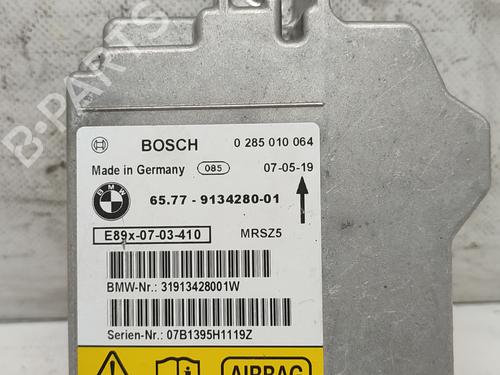 B-PARTS
BOSCH 0 285 010 064
Made in Germany 085 07-05-19
BMW
65.77 - 9134280-01
E89x-07-03-410 MRSZ5
BMW-Nr.: 31913428001W
Serien-Nr.: 07B1395H1119Z
AIRBAG